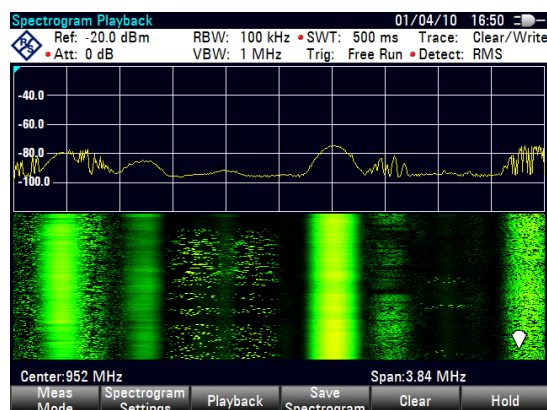 Spectrogram Playback 01/04/10 16:50
Ref: -20.0 dBm RBW: 100 kHz SWT: 500 ms Trace: Clear/Write
Att: 0 dB VBW: 1 MHz Trig: Free Run Detect: RMS
-40.0
-60.0
-80.0
-100.0
Center:952 MHz Span:3.84 MHz
Meas Mode
Spectrogram Settings
Playback
Save Spectrogram
Clear
Hold